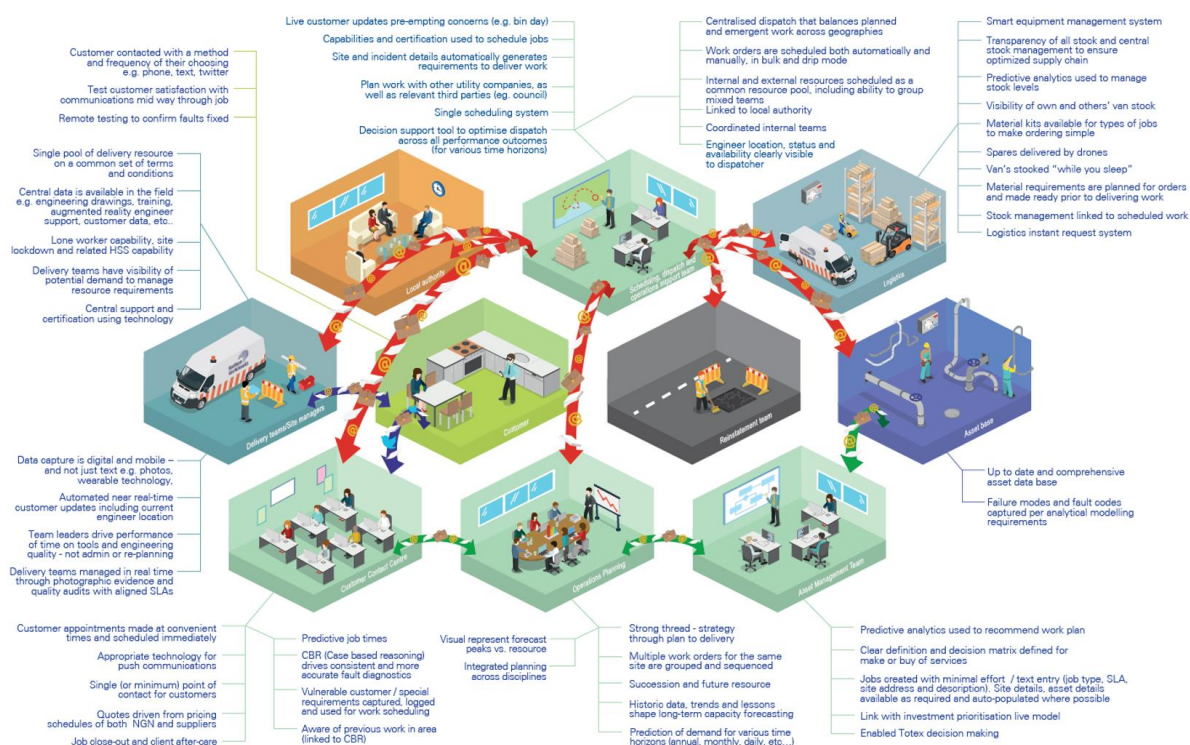 Live customer updates pre-empting concerns (e.g. bin day)
Capabilities and certification used to schedule jobs
Site and incident details automatically generates
requirements to deliver work
Plan work with other utility companies, as
well as relevant third parties (eg. council)
Single scheduling system
Decision support tool to optimise dispatch
across all performance outcomes
(for various time horizons)
Centralised dispatch that balances planned
and emergent work across geographies
Work orders are scheduled both automatically and
manually, in bulk and drip mode
Internal and external resources scheduled as a
common resource pool, including ability to group
mixed teams
Linked to local authority
Coordinated internal teams
Engineer location, status and
availability clearly visible
to dispatcher
Smart equipment management system
Transparency of all stock and central
stock management to ensure
optimized supply chain
Predictive analytics used to manage
stock levels
Visibility of own and others' van stock
Material kits available for types of jobs
to make ordering simple
Spares delivered by drones
Van's stocked "while you sleep"
Material requirements are planned for orders
and made ready prior to delivering work
Stock management linked to scheduled work
Logistics instant request system
Customer contacted with a method
and frequency of their choosing
e.g. phone, text, twitter
Test customer satisfaction with
communications mid way through job
Remote testing to confirm faults fixed
Single pool of delivery resource
on a common set of terms
and conditions
Central data is available in the field
e.g. engineering drawings, training,
augmented reality engineer
support, customer data, etc..
Lone worker capability, site
lockdown and related HSS capability
Delivery teams have visibility of
potential demand to manage
resource requirements
Central support and
certification using technology
Local authority
Scheduling, dispatch and
operations support team
Logistics
Delivery teams/Site managers
Customer
Reinstatement team
Asset base
Data capture is digital and mobile –
and not just text e.g. photos,
wearable technology,
Automated near real-time
customer updates including current
engineer location
Team leaders drive performance
of time on tools and engineering
quality - not admin or re-planning
Delivery teams managed in real time
through photographic evidence and
quality audits with aligned SLAs
Up to date and comprehensive
asset data base
Failure modes and fault codes
captured per analytical modelling
requirements
Customer Contact Centre
Operations Planning
Asset Management Team
Customer appointments made at convenient
times and scheduled immediately
Appropriate technology for
push communications
Single (or minimum) point of
contact for customers
Quotes driven from pricing
schedules of both NGN and suppliers
Job close-out and client after-care
Predictive job times
CBR (Case based reasoning)
drives consistent and more
accurate fault diagnostics
Vulnerable customer / special
requirements captured, logged
and used for work scheduling
Aware of previous work in area
(linked to CBR)
Visual represent forecast
peaks vs. resource
Integrated planning
across disciplines
Strong thread - strategy
through plan to delivery
Multiple work orders for the same
site are grouped and sequenced
Succession and future resource
Historic data, trends and lessons
shape long-term capacity forecasting
Prediction of demand for various time
horizons (annual, monthly, daily, etc...)
Predictive analytics used to recommend work plan
Clear definition and decision matrix defined for
make or buy of services
Jobs created with minimal effort / text entry (job type, SLA,
site address and description). Site details, asset details
available as required and auto-populated where possible
Link with investment prioritisation live model
Enabled Totex decision making